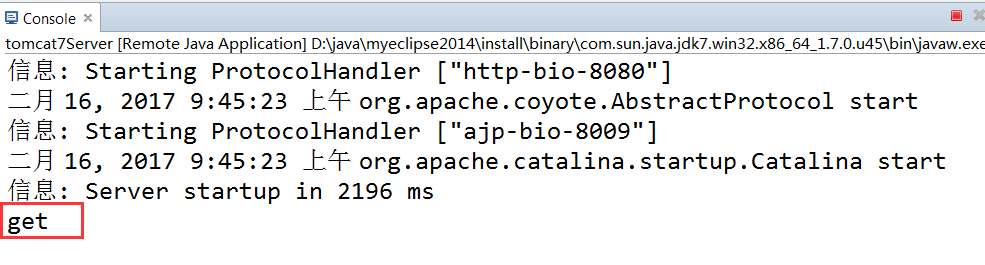 Console
tomcat7Server [Remote Java Application] D:\java\myeclipse2014\install\binary\com.sun.java.jdk7.win32.x86_64_1.7.0.u45\bin\javaw.exe
信息: Starting ProtocolHandler ["http-bio-8080"]
二月 16, 2017 9:45:23 上午 org.apache.coyote.AbstractProtocol start
信息: Starting ProtocolHandler ["ajp-bio-8009"]
二月 16, 2017 9:45:23 上午 org.apache.catalina.startup.Catalina start
信息: Server startup in 2196 ms
get